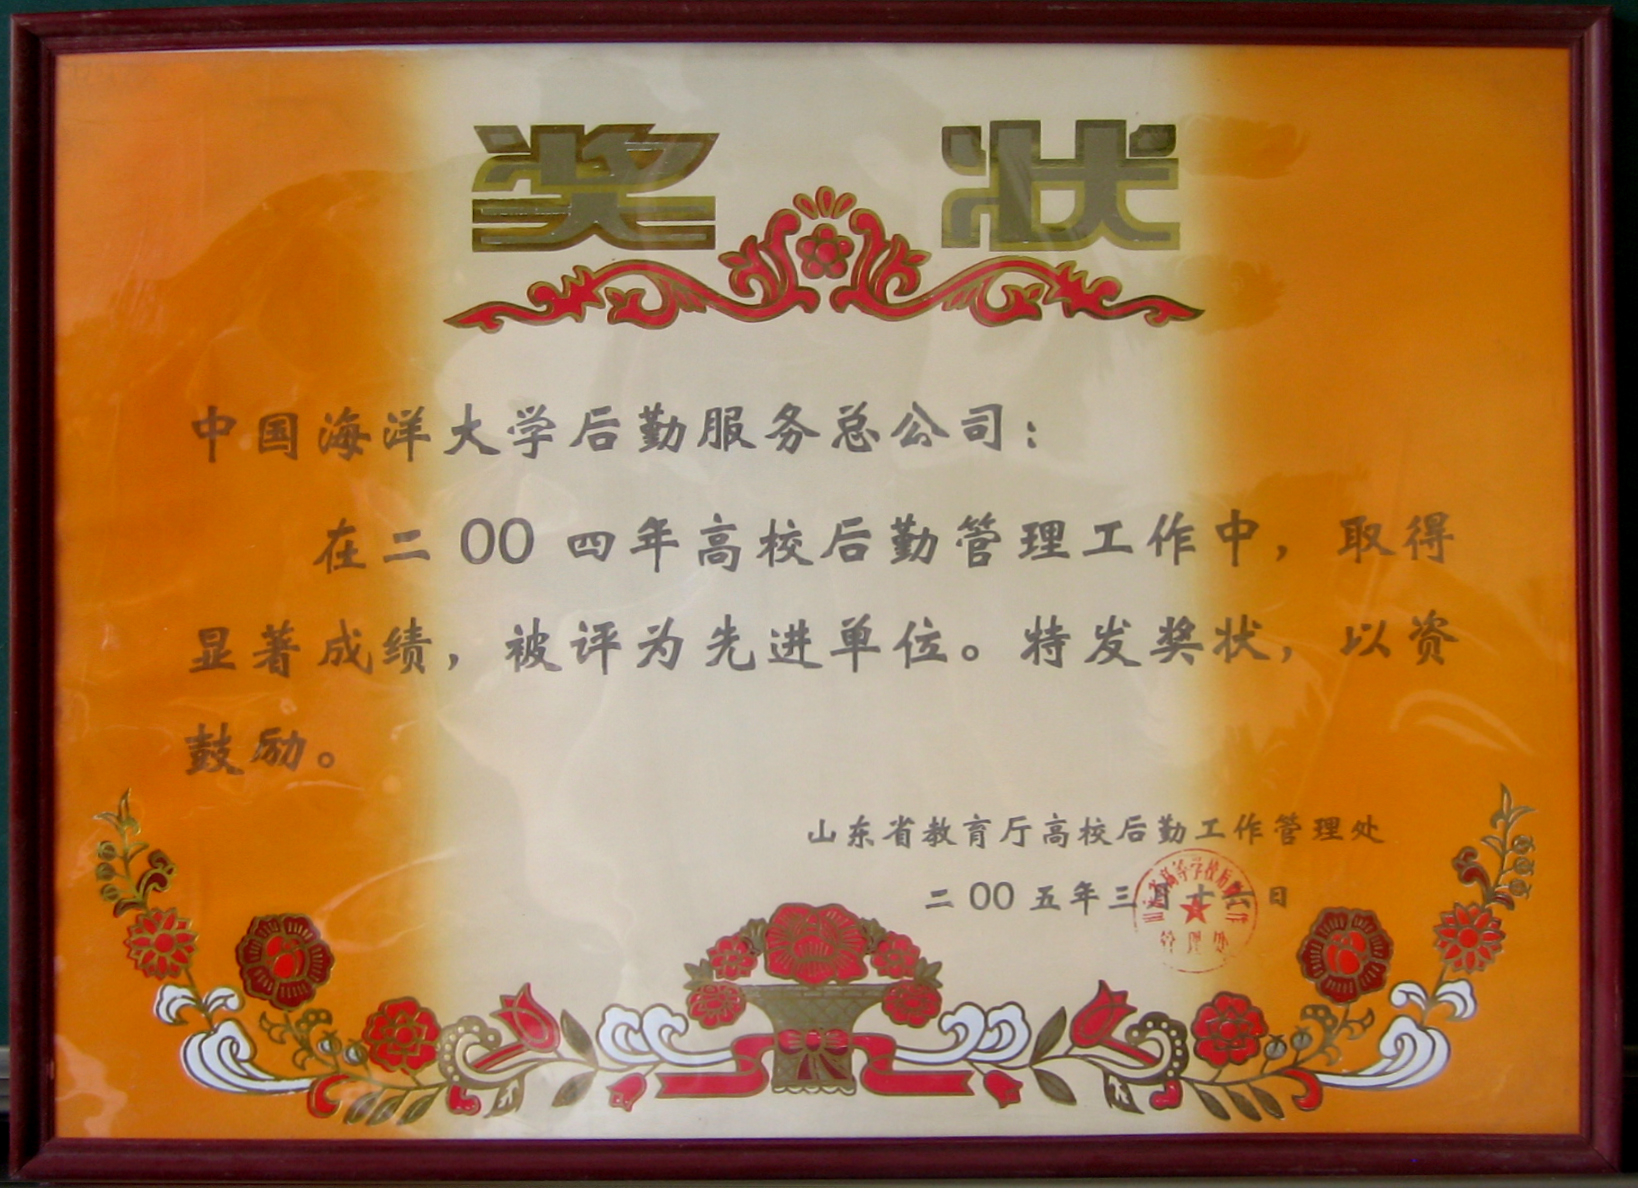 奖状
中国海洋大学后勤服务总公司：
在二00四年高校后勤管理工作中，取得
显著成绩，被评为先进单位。特发奖状，以资
鼓励。
山东省教育厅高校后勤工作管理处
二00五年三月十六日